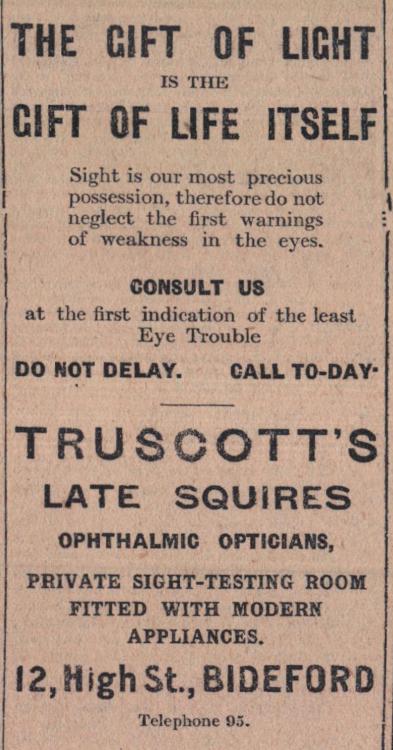 THE GIFT OF LIGHT
IS THE
GIFT OF LIFE ITSELF
Sight is our most precious
possession, therefore do not
neglect the first warnings
of weakness in the eyes.
CONSULT US
at the first indication of the least
Eye Trouble
DO NOT DELAY. CALL TO-DAY.
TRUSCOTT'S
LATE SQUIRES
OPHTHALMIC OPTICIANS,
PRIVATE SIGHT-TESTING ROOM
FITTED WITH MODERN
APPLIANCES.
12, High St., BIDEFORD
Telephone 95.